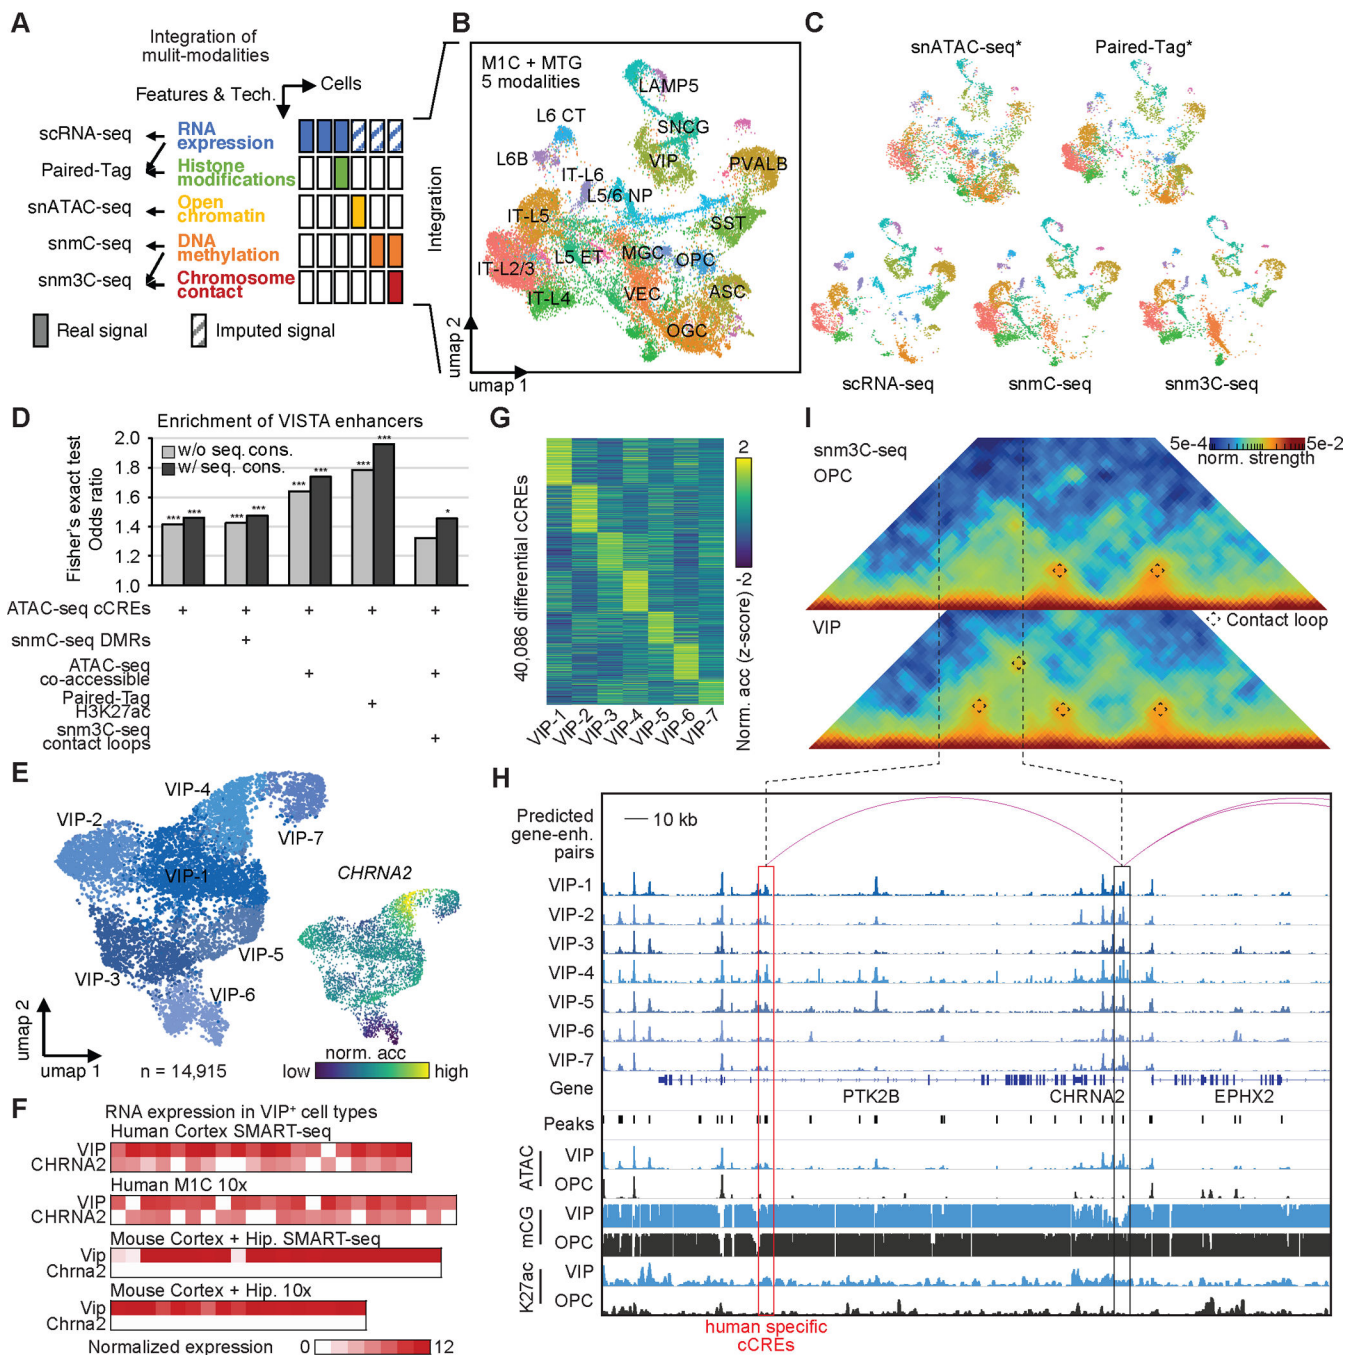 A
Integration of
mulit-modalities
Cells
Features & Tech.
scRNA-seq
RNA
expression
Paired-Tag
Histone
modifications
snATAC-seq
Open
chromatin
snmC-seq
DNA
methylation
snm3C-seq
Chromosome
contact
Real signal
Imputed signal
Integration
B
M1C + MTG
5 modalities
LAMP5
L6 CT
SNCG
L6B
VIP
PVALB
IT-L6
L5/6 NP
IT-L5
SST
L5 ET
MGC
OPC
IT-L2/3
VEC
ASC
IT-L4
OGC
umap 2
umap 1
C
snATAC-seq*
Paired-Tag*
scRNA-seq
snmC-seq
snm3C-seq
D
Enrichment of VISTA enhancers
Fisher's exact test
Odds ratio
2.0
1.8
1.6
1.4
1.2
1.0
w/o seq. cons.
w/ seq. cons.
*** *** *** *** *** *** *** *** *
ATAC-seq cCREs + + + + +
snmC-seq DMRs +
ATAC-seq
co-accessible + +
Paired-Tag
H3K27ac +
snm3C-seq
contact loops +
E
VIP-4
VIP-2
VIP-7
VIP-1
VIP-5
VIP-3
VIP-6
umap 2
umap 1
n = 14,915
CHRNA2
norm. acc
low
high
F
RNA expression in VIP+ cell types
Human Cortex SMART-seq
VIP
CHRNA2
Human M1C 10x
VIP
CHRNA2
Mouse Cortex + Hip. SMART-seq
Vip
Chrna2
Mouse Cortex + Hip. 10x
Vip
Chrna2
Normalized expression
0
12
G
40,086 differential cCREs
VIP-1
VIP-2
VIP-3
VIP-4
VIP-5
VIP-6
VIP-7
2
-2
Norm. acc (z-score)
I
snm3C-seq
OPC
5e-4
5e-2
norm. strength
VIP
Contact loop
H
Predicted
gene-enh.
pairs
10 kb
VIP-1
VIP-2
VIP-3
VIP-4
VIP-5
VIP-6
VIP-7
Gene
PTK2B
CHRNA2
EPHX2
Peaks
ATAC
VIP
OPC
mCG
VIP
OPC
K27ac
VIP
OPC
human specific
cCREs